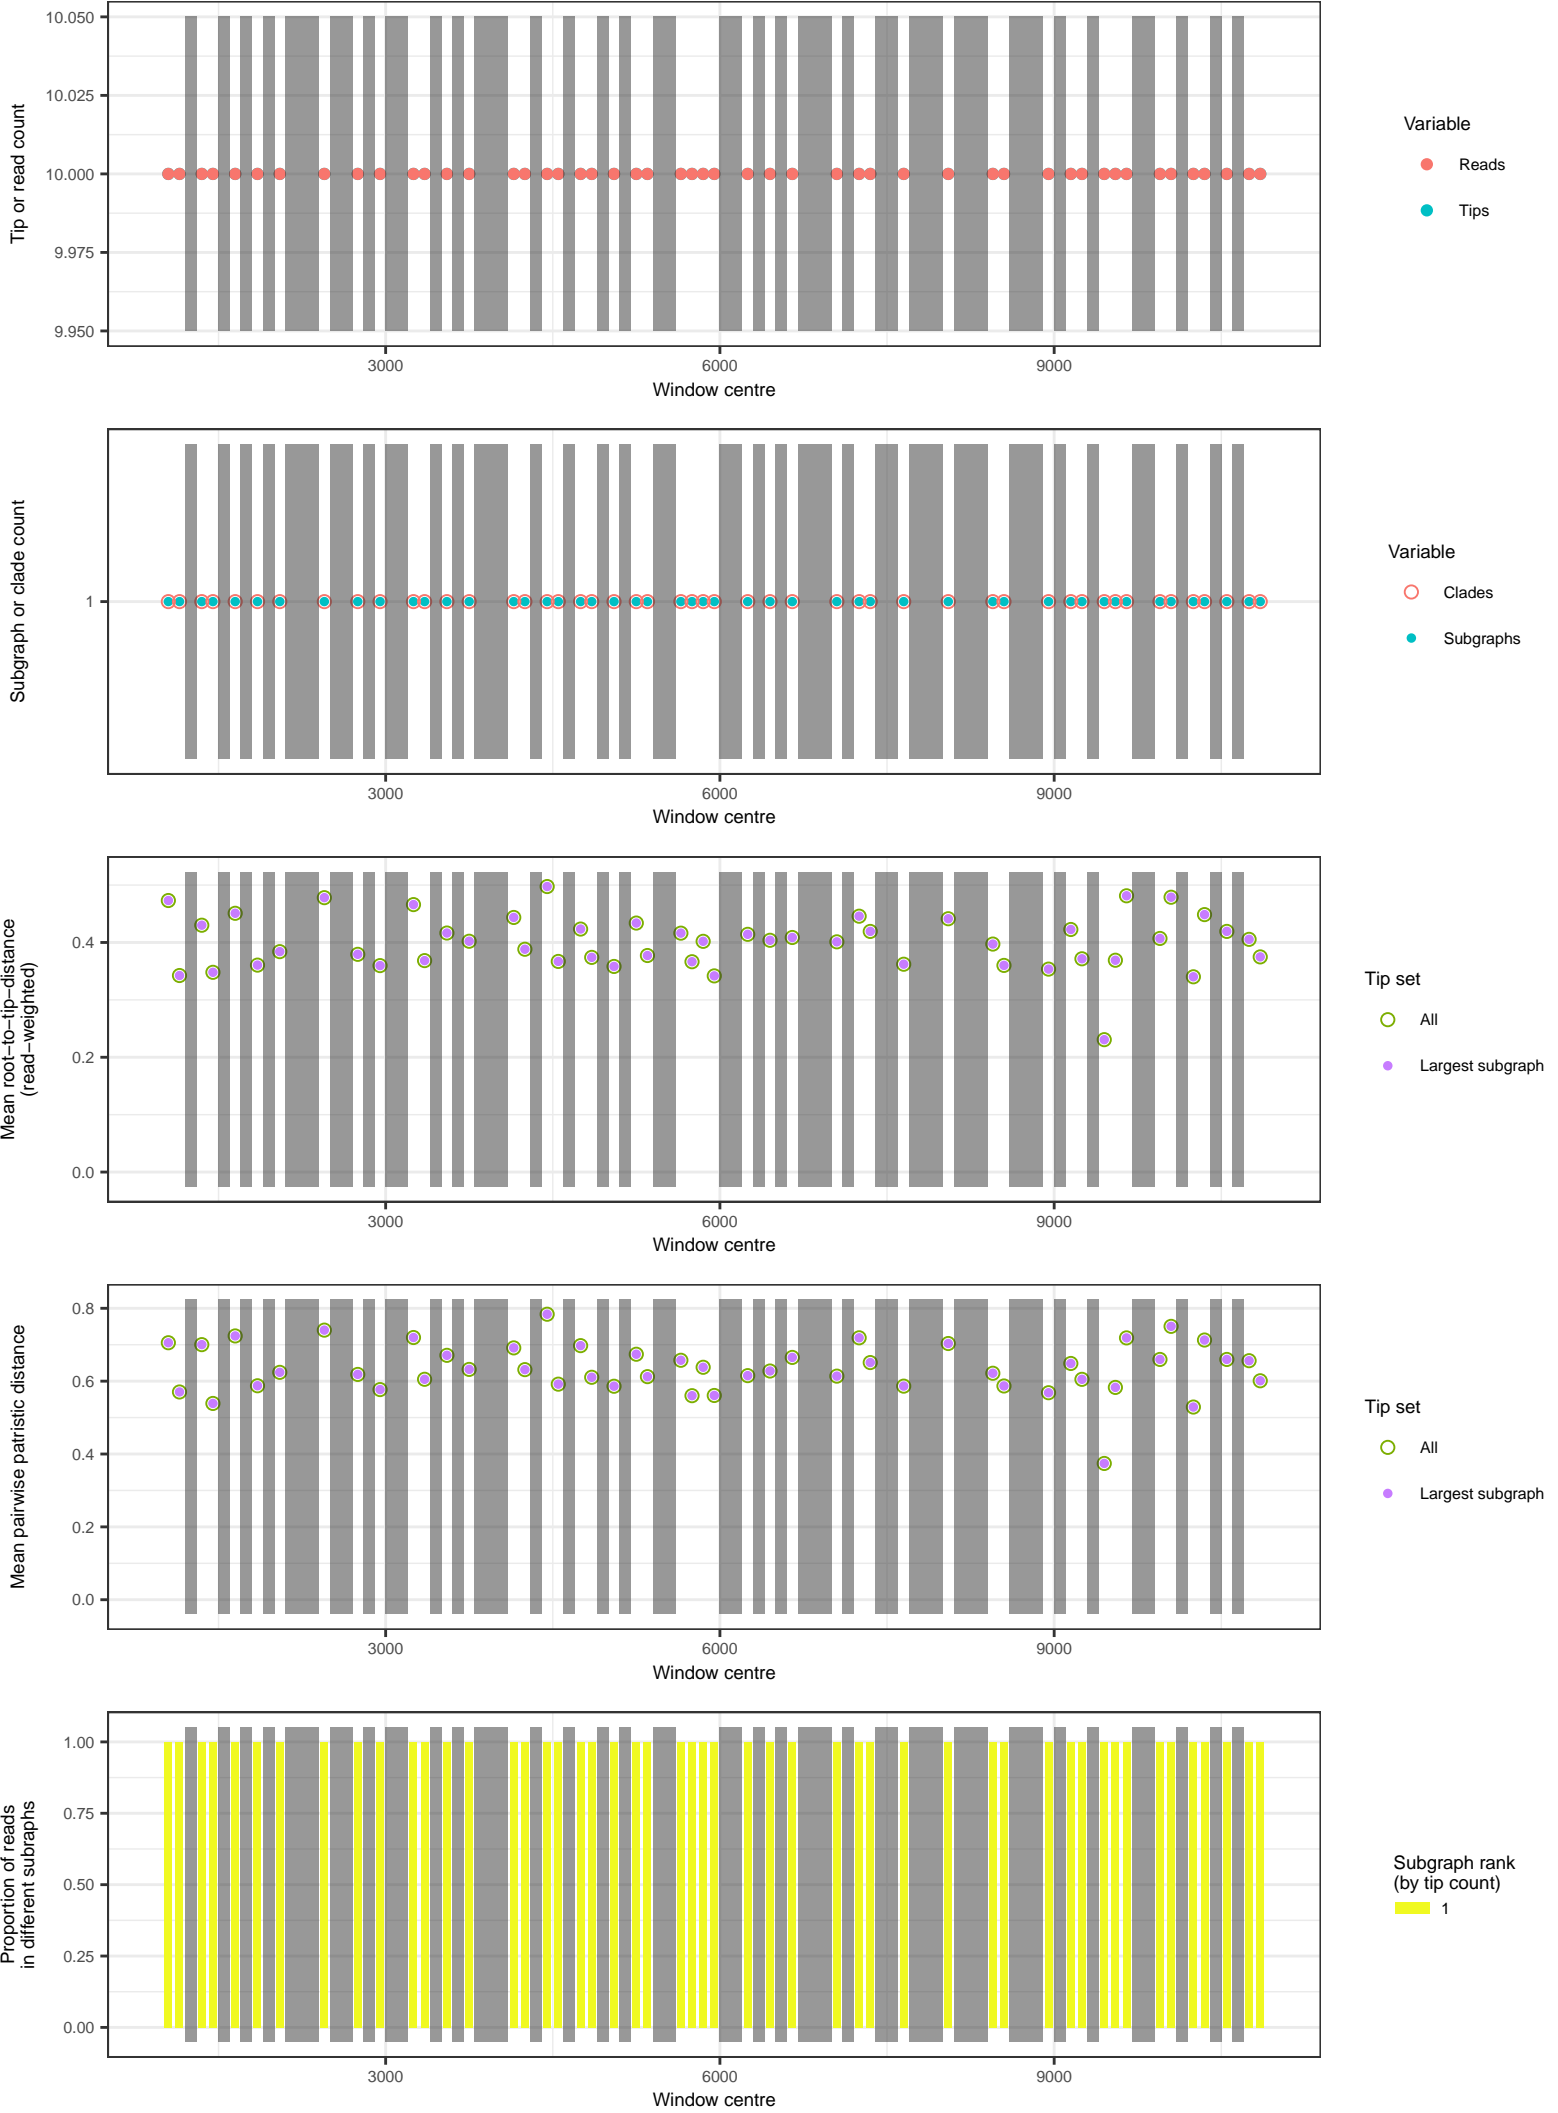 10.050
10.025
10.000
9.975
9.950
Tip or read count
3000
6000
9000
Window centre
Variable
Reads
Tips
1
Subgraph or clade count
3000
6000
9000
Window centre
Variable
Clades
Subgraphs
0.4
0.2
0.0
Mean root−to−tip−distance
(read−weighted)
3000
6000
9000
Window centre
Tip set
All
Largest subgraph
0.8
0.6
0.4
0.2
0.0
Mean pairwise patristic distance
3000
6000
9000
Window centre
Tip set
All
Largest subgraph
1.00
0.75
0.50
0.25
0.00
Proportion of reads
in different subraphs
3000
6000
9000
Window centre
Subgraph rank
(by tip count)
1